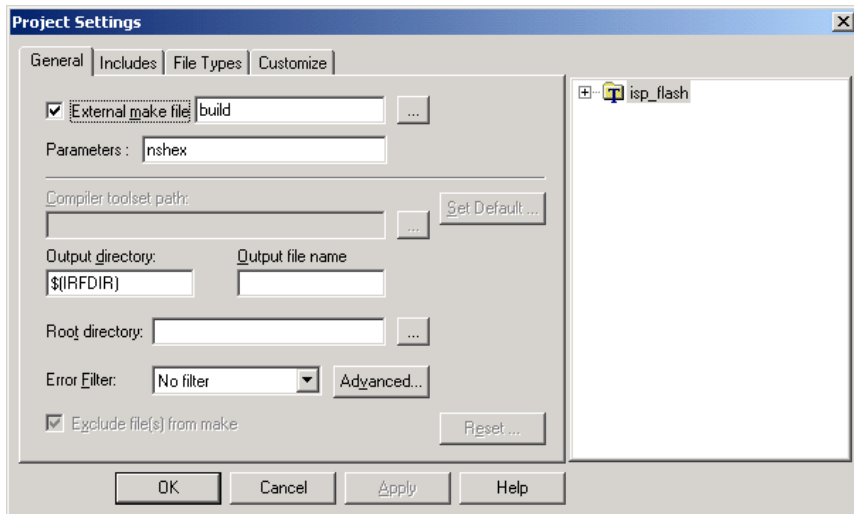 Project Settings
General Includes File Types Customize
External make file build ...
Parameters : nshex
Compiler toolset path:
... Set Default ...
Output directory: Output file name
$(IRFDIR)
Root directory: ...
Error Filter: No filter Advanced...
Exclude file(s) from make Reset ...
OK Cancel Apply Help
T isp_flash